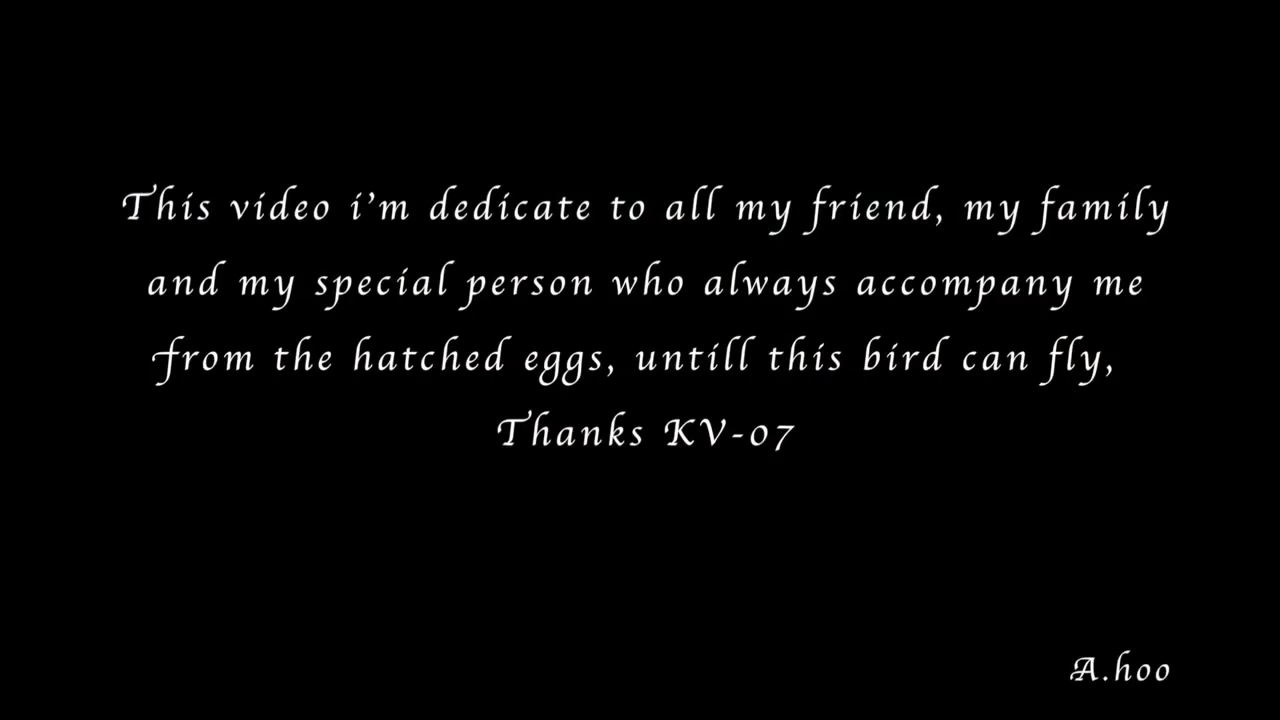 This video i'm dedicate to all my friend, my family
and my special person who always accompany me
from the hatched eggs, untill this bird can fly,
Thanks KV-07
A.hoo